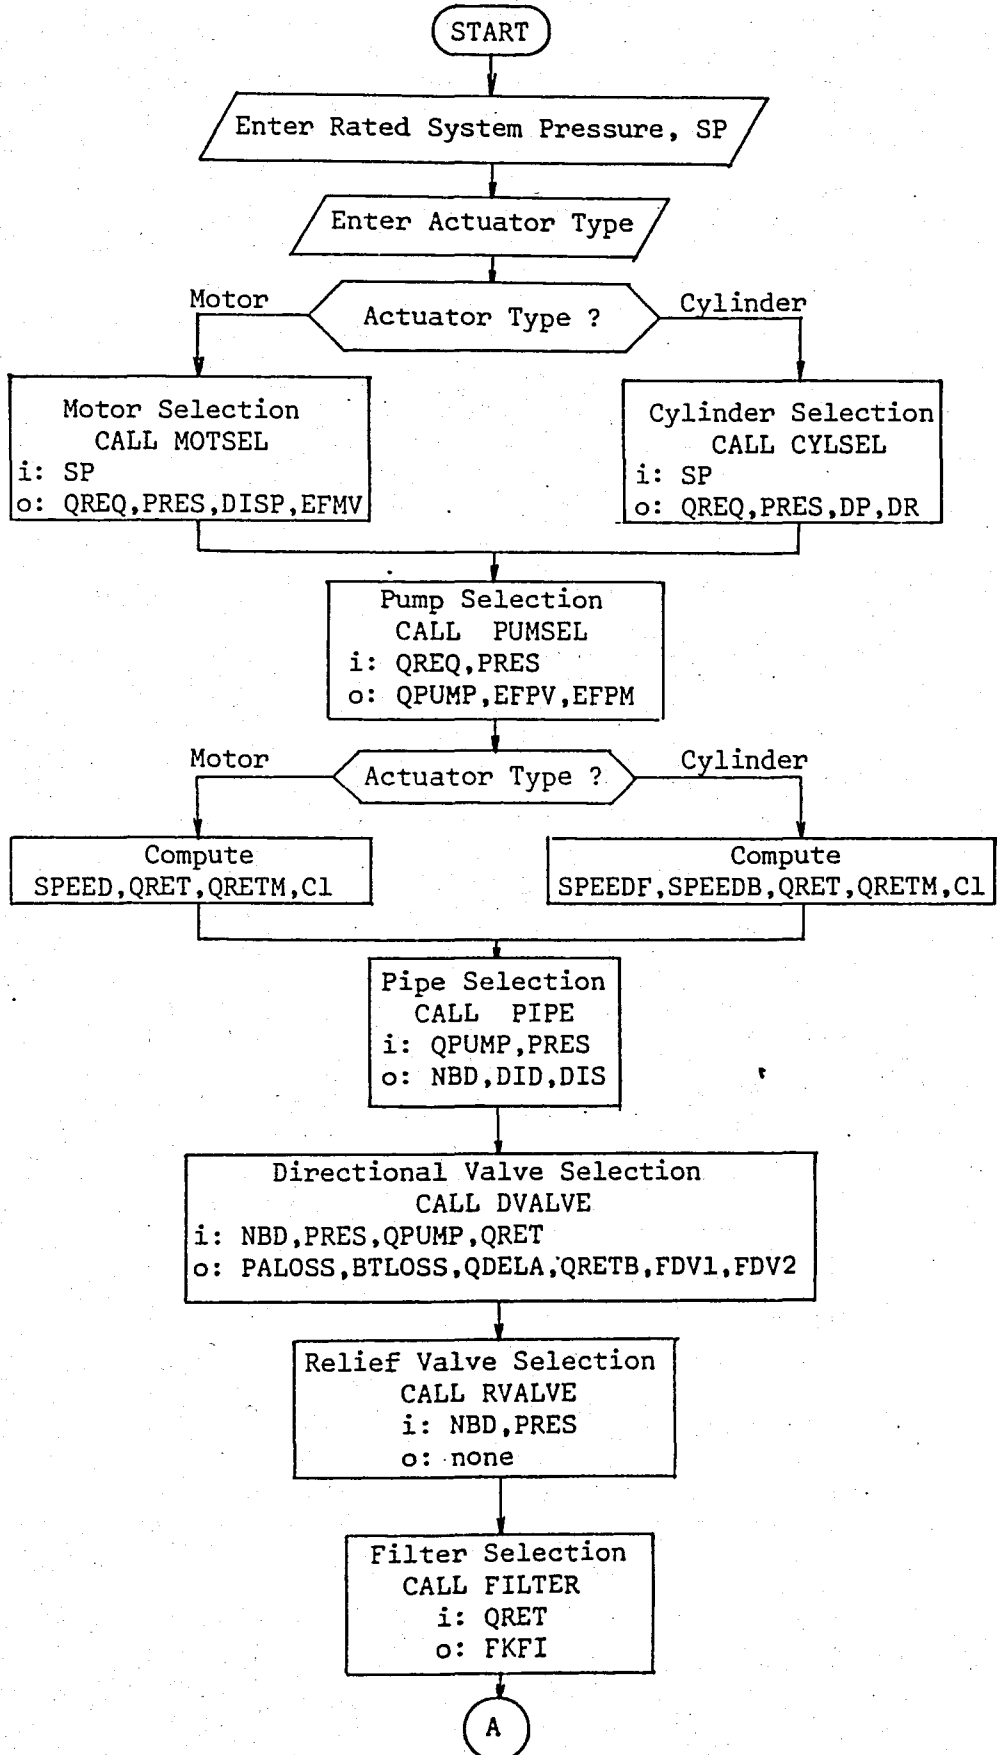 START
Enter Rated System Pressure, SP
Enter Actuator Type
Motor
Actuator Type ?
Cylinder
Motor Selection
CALL MOTSEL
i: SP
o: QREQ,PRES,DISP,EFMV
Cylinder Selection
CALL CYLSEL
i: SP
o: QREQ,PRES,DP,DR
Pump Selection
CALL PUMSEL
i: QREQ,PRES
o: QPUMP,EFPV,EFPM
Motor
Actuator Type ?
Cylinder
Compute
SPEED,QRET,QRETM,C1
Compute
SPEEDF,SPEEDB,QRET,QRETM,C1
Pipe Selection
CALL PIPE
i: QPUMP,PRES
o: NBD,DID,DIS
Directional Valve Selection
CALL DVALVE
i: NBD,PRES,QPUMP,QRET
o: PALOSS,BTLOSS,QDELA,QRETB,FDV1,FDV2
Relief Valve Selection
CALL RVALVE
i: NBD,PRES
o: none
Filter Selection
CALL FILTER
i: QRET
o: FKFI
A